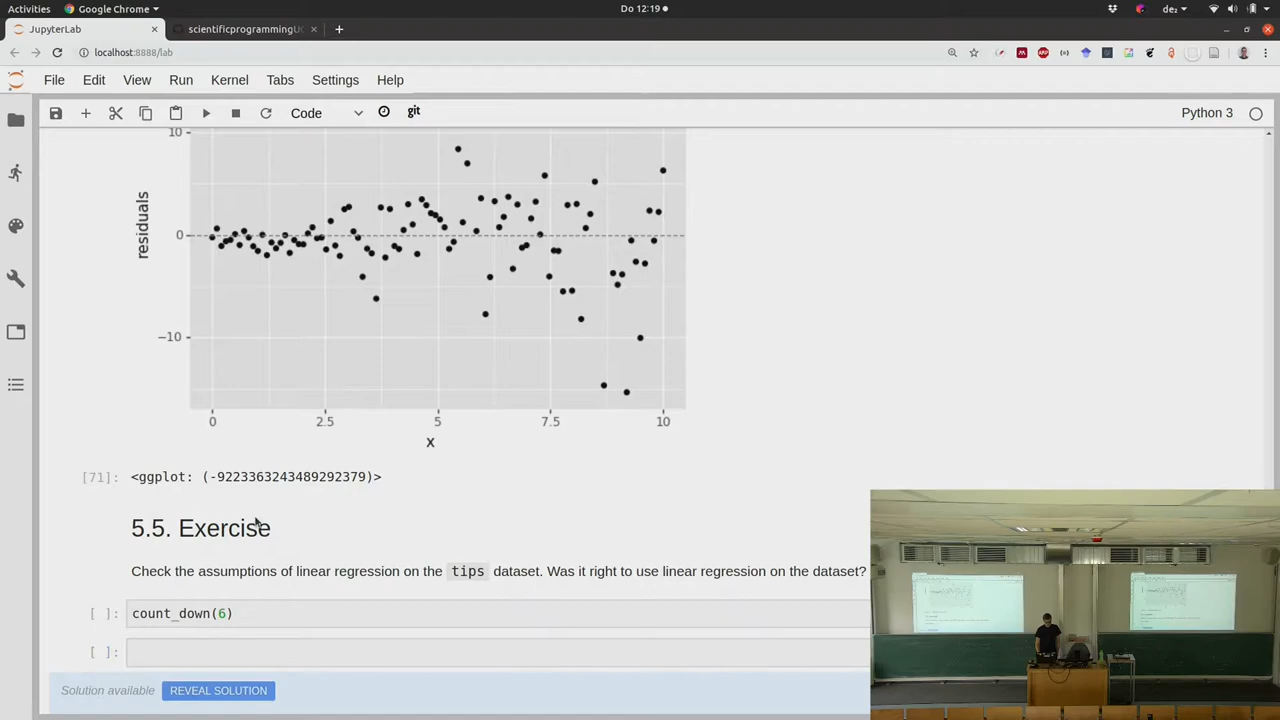 Activities
Google Chrome
Do 12:19
de₂
JupyterLab
scientificprogrammingUC
localhost:8888/lab
File Edit View Run Kernel Tabs Settings Help
Code
git
Python 3
10
0
−10
residuals
0 2.5 5 7.5 10
x
[71]: <ggplot: (-9223363243489292379)>
5.5. Exercise
Check the assumptions of linear regression on the tips dataset. Was it right to use linear regression on the dataset?
[ ]: count_down(6)
[ ]:
Solution available REVEAL SOLUTION